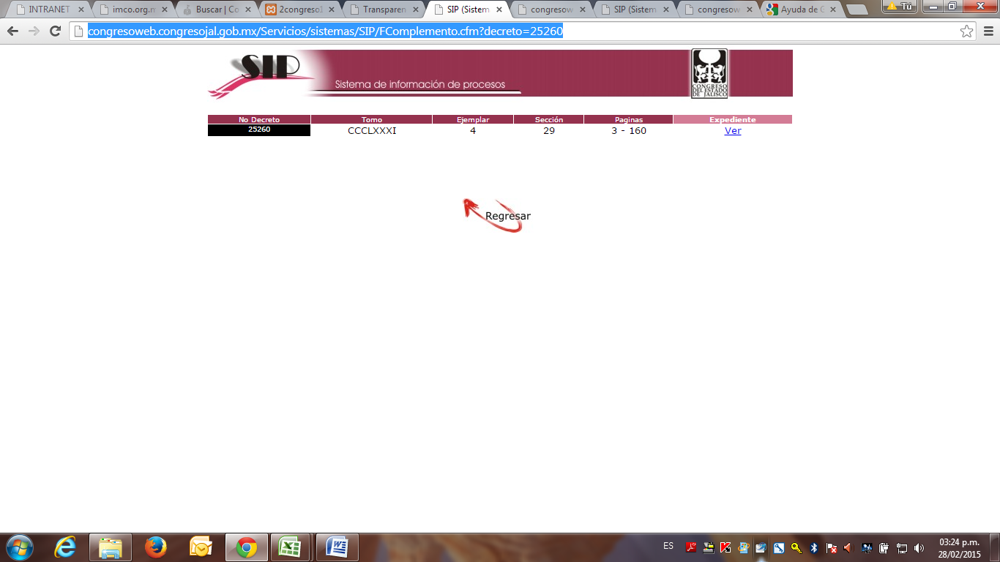 INTRANET
imco.org.m
Buscar | Co
2congreso1
Transparen
SIP (Sistem
congresow
SIP (Sistem
congresow
Ayuda de G
Tú
congresoweb.congresojal.gob.mx/Servicios/sistemas/SIP/FComplemento.cfm?decreto=25260
SIP
Sistema de información de procesos
CONGRESO
DEL ESTADO
DE JALISCO
No Decreto Tomo Ejemplar Sección Paginas Expediente
25260 CCCLXXXI 4 29 3 - 160 Ver
Regresar
ES
03:24 p.m.
28/02/2015